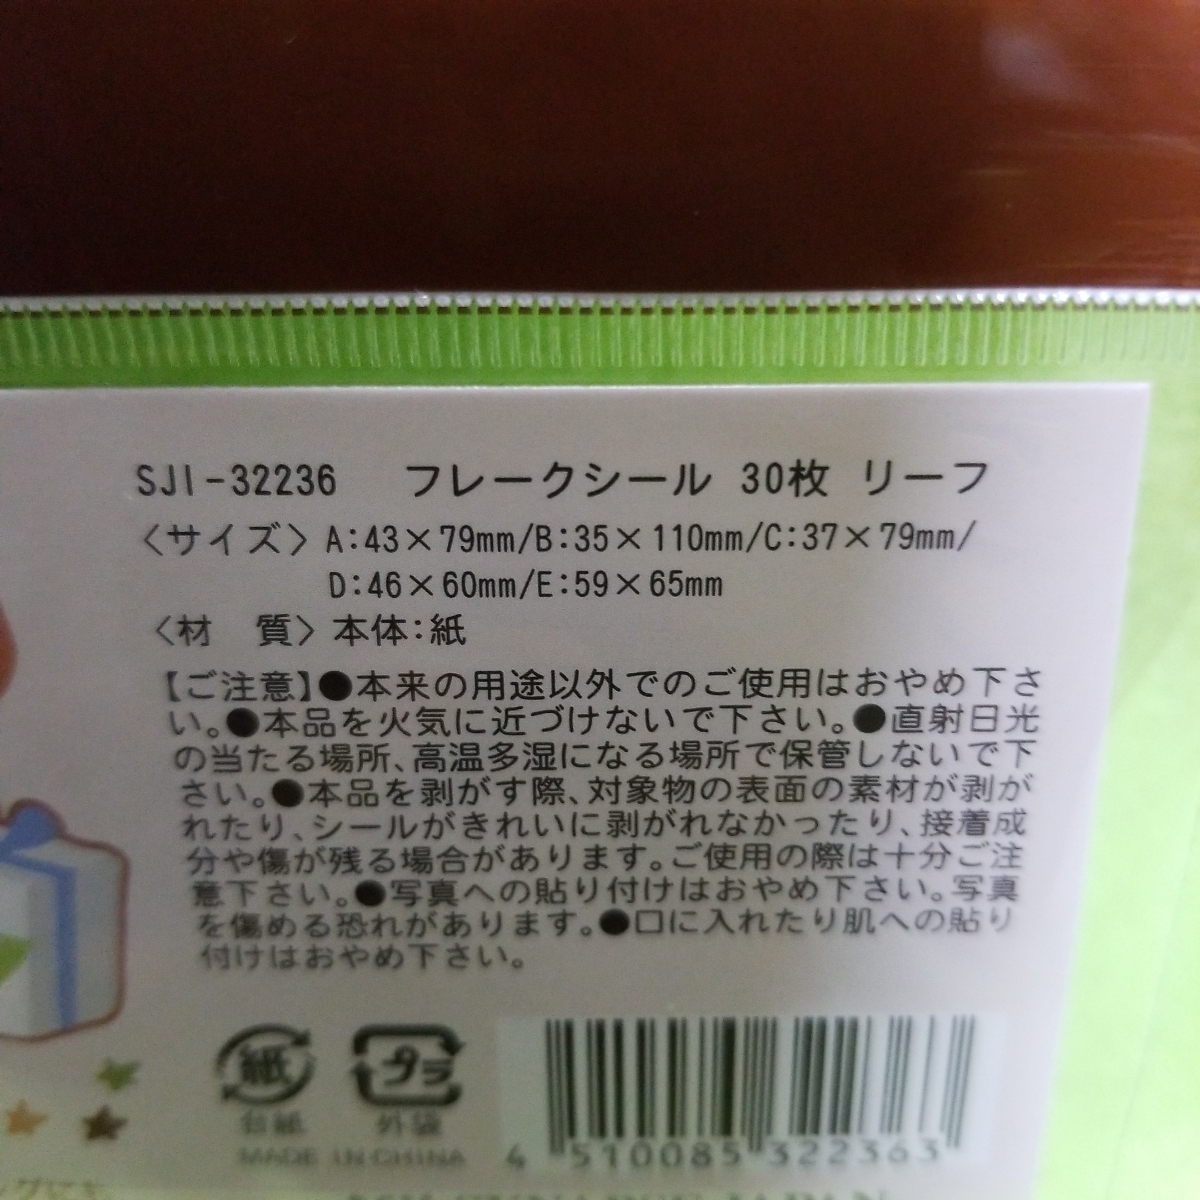 SJI-32236　フレークシール 30枚 リーフ
〈サイズ〉A:43×79mm/B:35×110mm/C:37×79mm/
D:46×60mm/E:59×65mm
〈材　質〉本体:紙
【ご注意】●本来の用途以外でのご使用はおやめ下さ
い。●本品を火気に近づけないで下さい。●直射日光
の当たる場所、高温多湿になる場所で保管しないで下
さい。●本品を剥がす際、対象物の表面の素材が剥が
れたり、シールがきれいに剥がれなかったり、接着成
分や傷が残る場合があります。ご使用の際は十分ご注
意下さい。●写真への貼り付けはおやめ下さい。写真
を傷める恐れがあります。●口に入れたり肌への貼り
付けはおやめ下さい。
紙 プラ
台紙 外袋
MADE IN CHINA
4 510085 322363